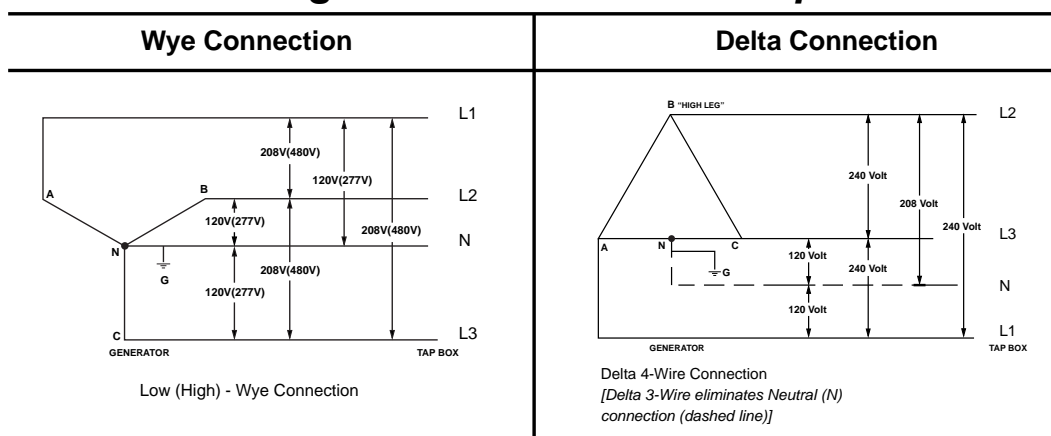 Wye Connection
Delta Connection
L1
208V(480V)
120V(277V)
A
B
L2
120V(277V)
208V(480V)
N
N
G
208V(480V)
120V(277V)
C
L3
GENERATOR
TAP BOX
Low (High) - Wye Connection
B "HIGH LEG"
L2
240 Volt
208 Volt
240 Volt
L3
A
N
C
120 Volt
240 Volt
G
N
120 Volt
L1
GENERATOR
TAP BOX
Delta 4-Wire Connection
[Delta 3-Wire eliminates Neutral (N)
connection (dashed line)]